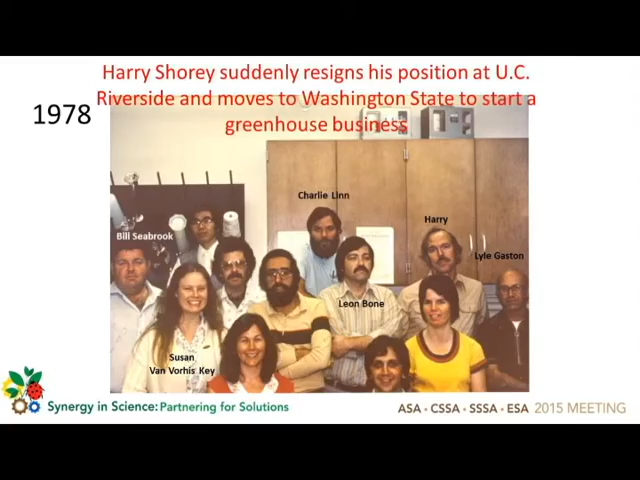 Harry Shorey suddenly resigns his position at U.C.
Riverside and moves to Washington State to start a
greenhouse business
1978
Charlie Linn
Harry
Bill Seabrook
Lyle Gaston
Leon Bone
Susan
Van Vorhis Key
Synergy in Science: Partnering for Solutions
ASA • CSSA • SSSA • ESA 2015 MEETING